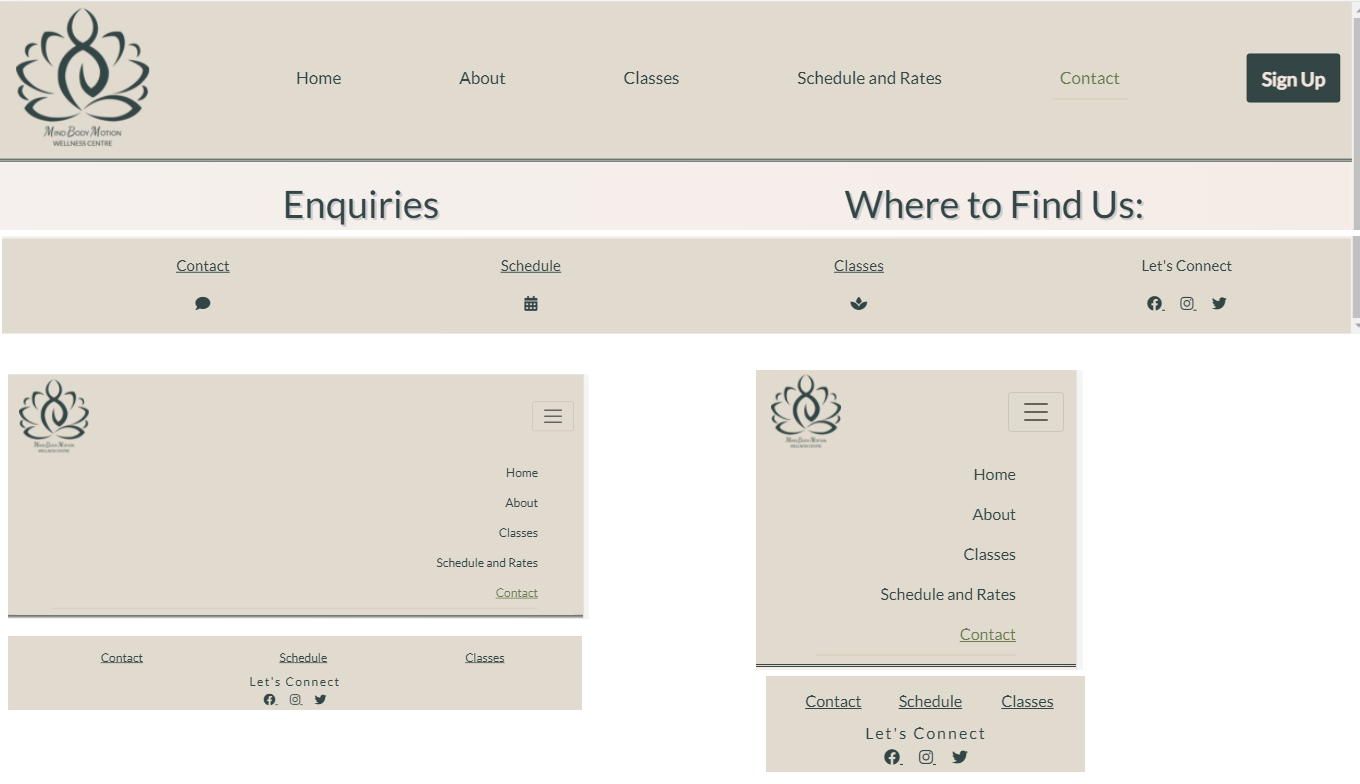 Home About Classes Schedule and Rates Contact Sign Up
MIND BODY MOTION
WELLNESS CENTRE
Enquiries Where to Find Us:
Contact Schedule Classes Let's Connect
MIND BODY MOTION
WELLNESS CENTRE
Home
About
Classes
Schedule and Rates
Contact
Contact Schedule Classes
Let's Connect
MIND BODY MOTION
WELLNESS CENTRE
Home
About
Classes
Schedule and Rates
Contact
Contact Schedule Classes
Let's Connect